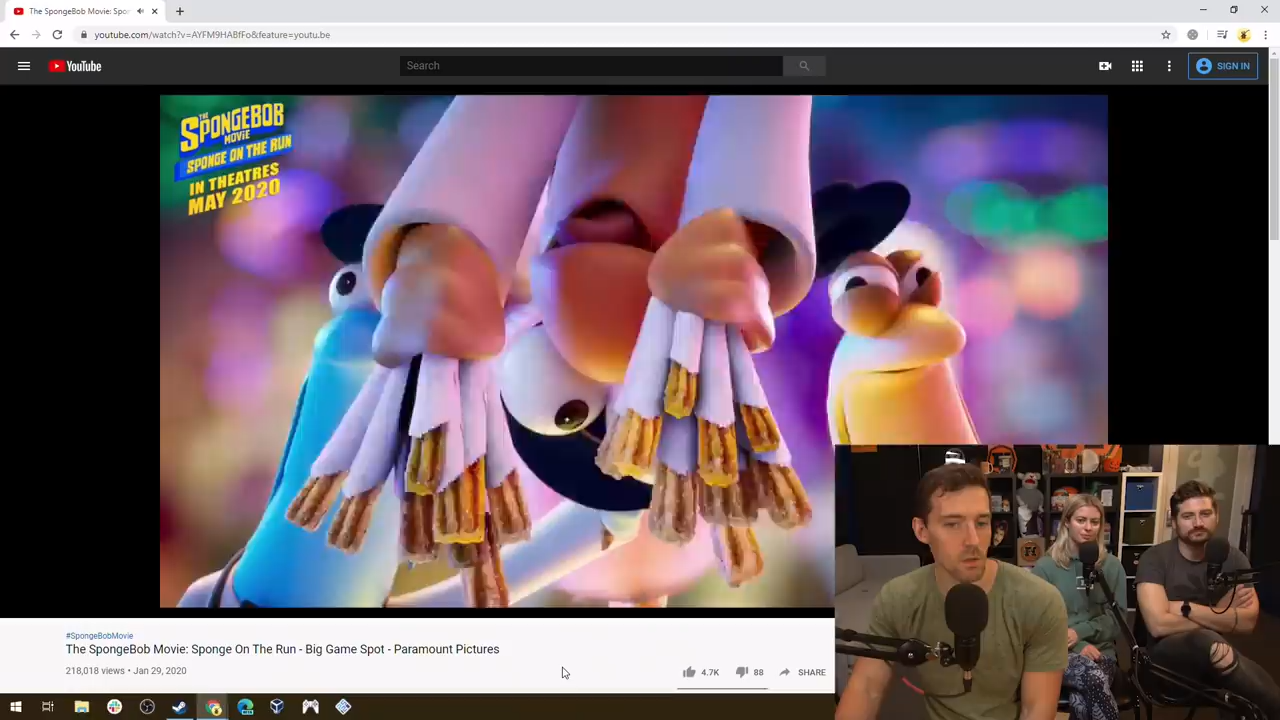 The SpongeBob Movie: Spon
youtube.com/watch?v=AYFM9HABfFo&feature=youtu.be
YouTube
Search
SIGN IN
THE
SPONGEBOB
MOVIE
SPONGE ON THE RUN
IN THEATRES
MAY 2020
#SpongeBobMovie
The SpongeBob Movie: Sponge On The Run - Big Game Spot - Paramount Pictures
218,018 views • Jan 29, 2020
4.7K
88
SHARE